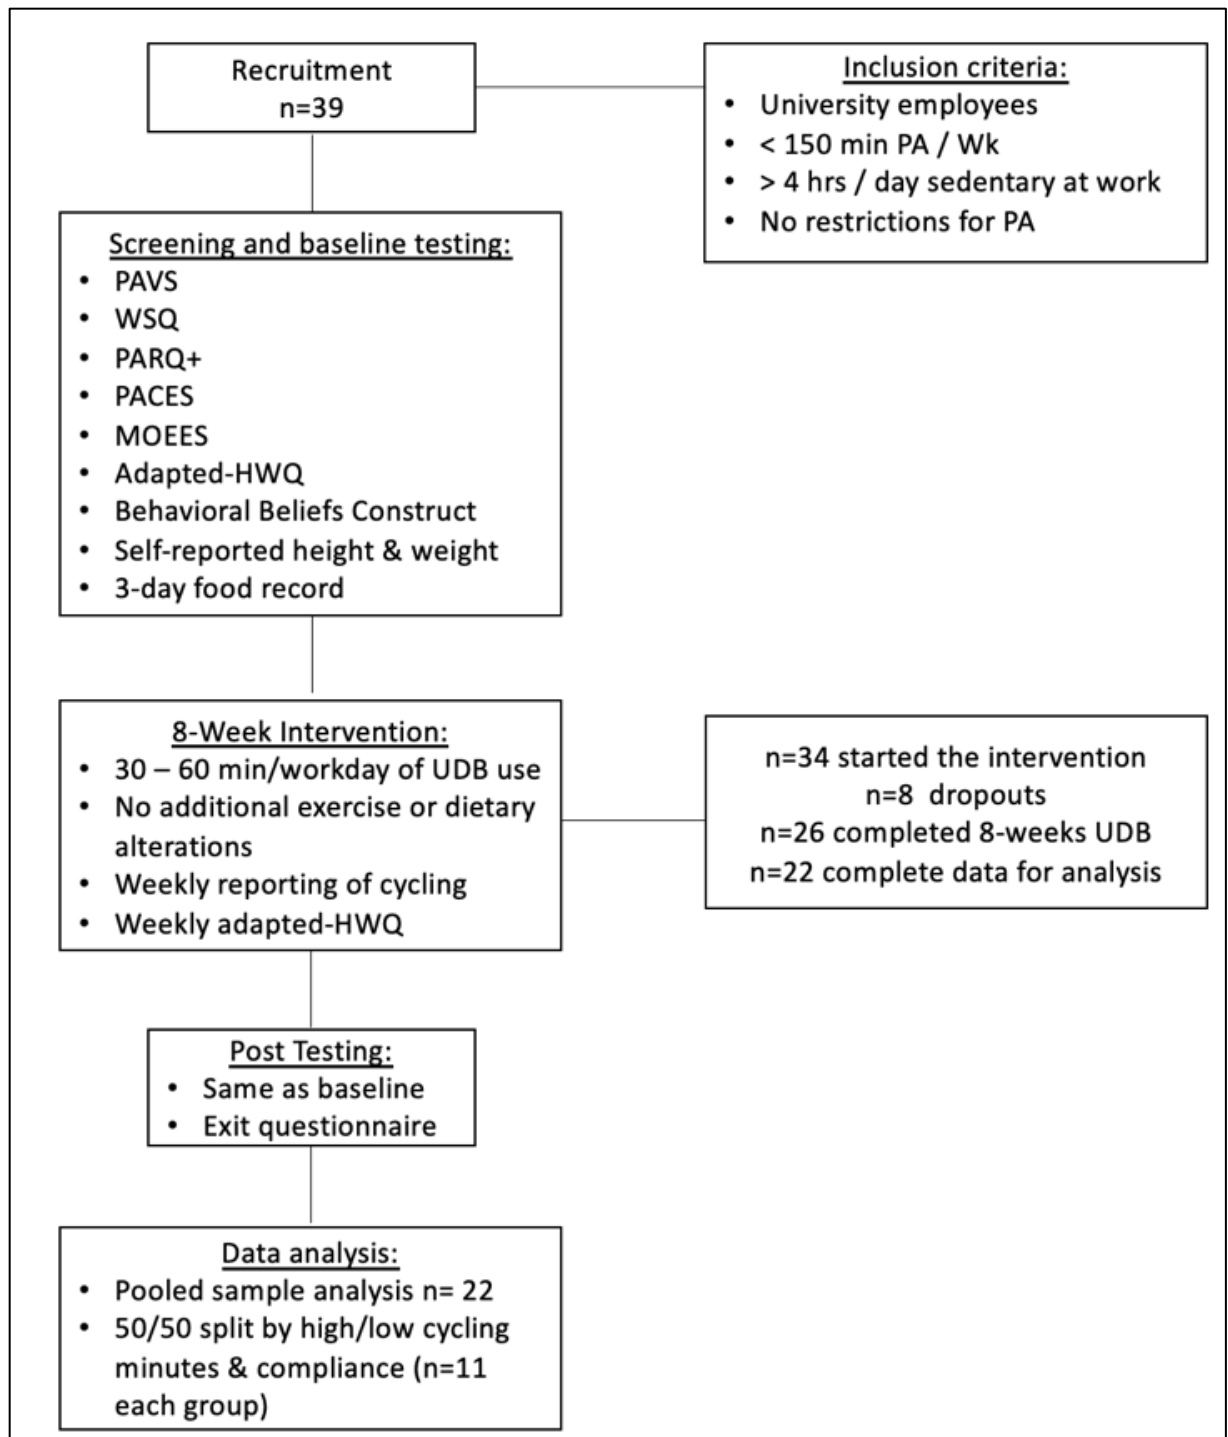 Recruitment
n=39
Inclusion criteria:
• University employees
• < 150 min PA / Wk
• > 4 hrs / day sedentary at work
• No restrictions for PA
Screening and baseline testing:
• PAVS
• WSQ
• PARQ+
• PACES
• MOEES
• Adapted-HWQ
• Behavioral Beliefs Construct
• Self-reported height & weight
• 3-day food record
8-Week Intervention:
• 30 – 60 min/workday of UDB use
• No additional exercise or dietary
alterations
• Weekly reporting of cycling
• Weekly adapted-HWQ
n=34 started the intervention
n=8 dropouts
n=26 completed 8-weeks UDB
n=22 complete data for analysis
Post Testing:
• Same as baseline
• Exit questionnaire
Data analysis:
• Pooled sample analysis n= 22
• 50/50 split by high/low cycling
minutes & compliance (n=11
each group)